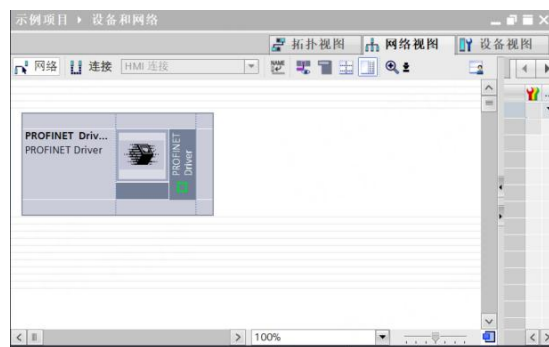 示例项目 ▸ 设备和网络
拓扑视图 网络视图 设备视图
网络 连接 HMI 连接
PROFINET Driv...
PROFINET Driver
PROFINET
Driver
100%